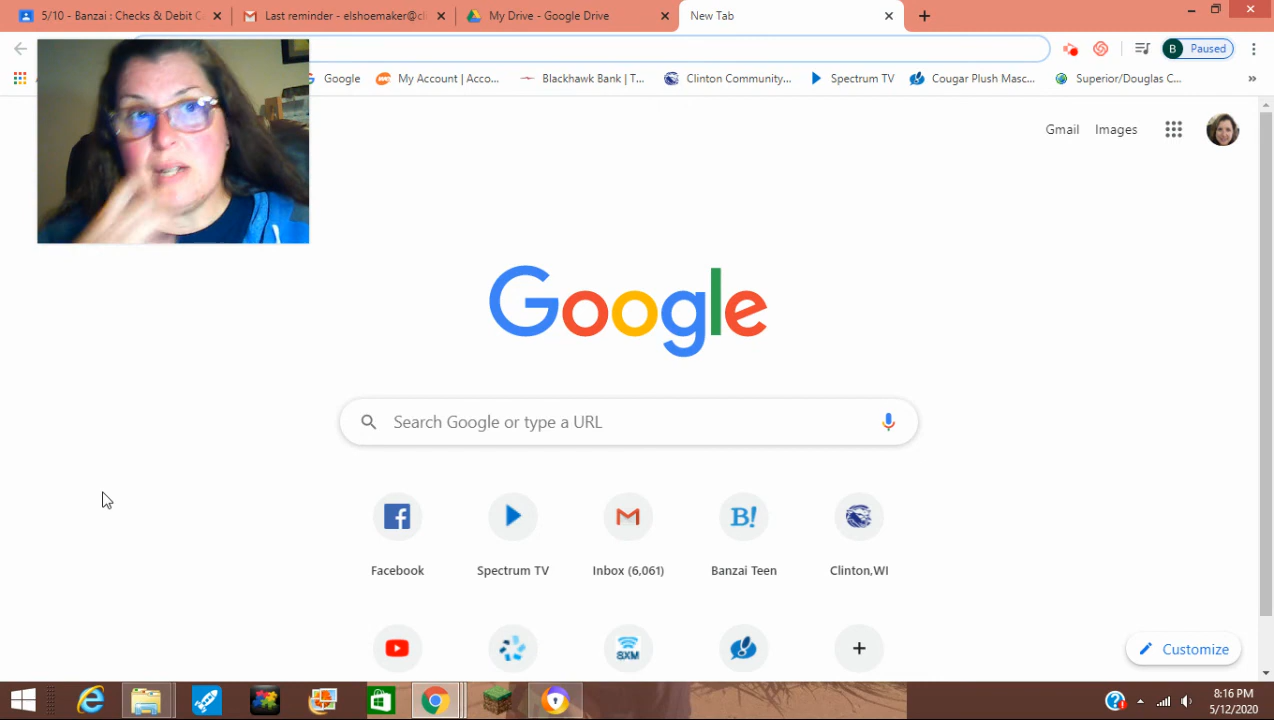 5/10 - Banzai : Checks & Debit C
Last reminder - elshoemaker@cl
My Drive - Google Drive
New Tab
B Paused
Google
My Account | Acco...
Blackhawk Bank | T...
Clinton Community...
Spectrum TV
Cougar Plush Masc...
Superior/Douglas C...
»
Gmail
Images
Google
Search Google or type a URL
B!
Facebook
Spectrum TV
Inbox (6,061)
Banzai Teen
Clinton,WI
SXM
Customize
8:16 PM
5/12/2020